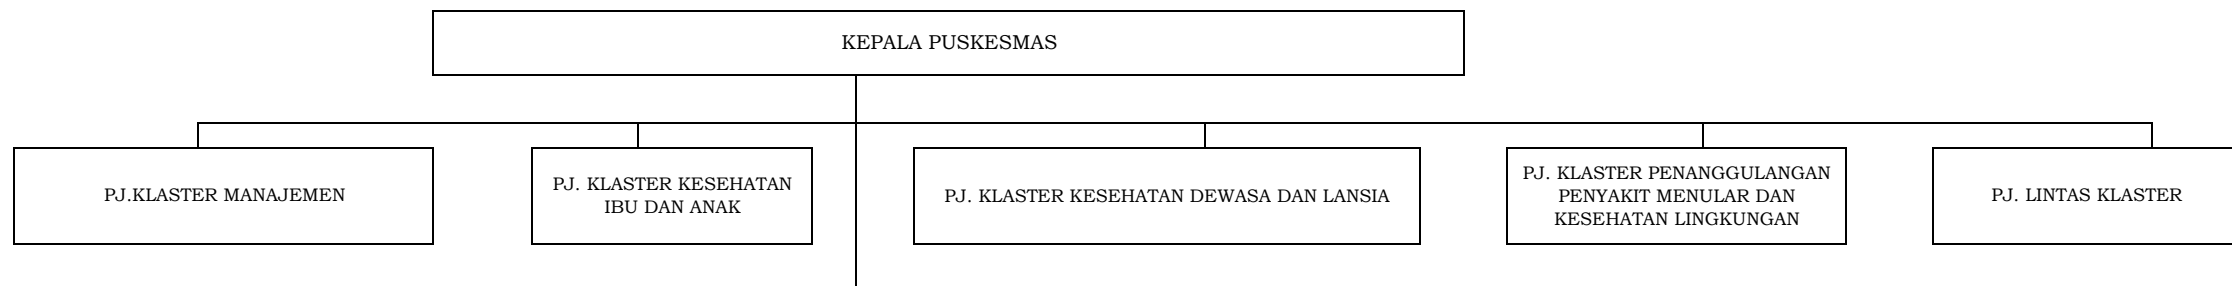 KEPALA PUSKESMAS
PJ.KLASTER MANAJEMEN
PJ. KLASTER KESEHATAN
IBU DAN ANAK
PJ. KLASTER KESEHATAN DEWASA DAN LANSIA
PJ. KLASTER PENANGGULANGAN
PENYAKIT MENULAR DAN
KESEHATAN LINGKUNGAN
PJ. LINTAS KLASTER